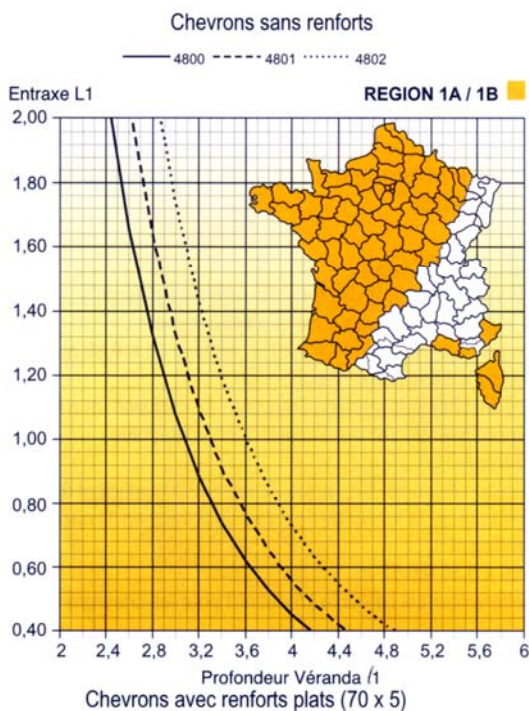 Chevrons sans renforts
4800 4801 4802
Entraxe L1
REGION 1A / 1B
2,00
1,80
1,60
1,40
1,20
1,00
0,80
0,60
0,40
2 2,4 2,8 3,2 3,6 4 4,4 4,8 5,2 5,6 6
Profondeur Véranda ℓ1
Chevrons avec renforts plats (70 x 5)